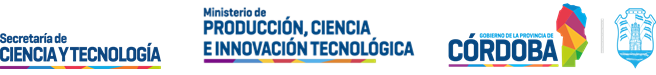 Secretaría de
CIENCIA Y TECNOLOGÍA
Ministerio de
PRODUCCIÓN, CIENCIA
E INNOVACIÓN TECNOLÓGICA
GOBIERNO DE LA PROVINCIA DE
CÓRDOBA